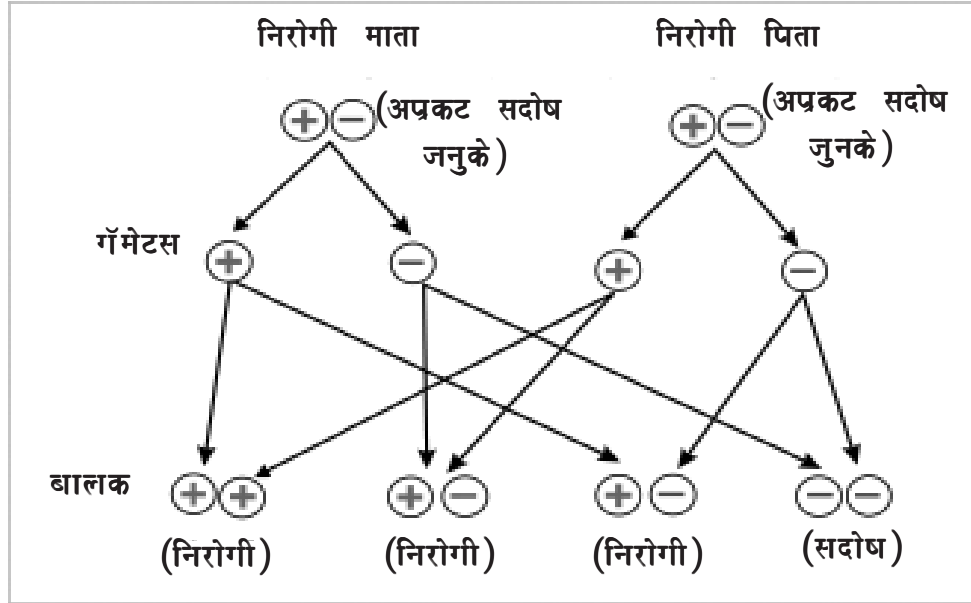 निरोगी माता निरोगी पिता
+ − (अप्रकट सदोष जनुके) + − (अप्रकट सदोष जुनके)
गॅमेटस + − + −
बालक + + + − + − − −
(निरोगी) (निरोगी) (निरोगी) (सदोष)